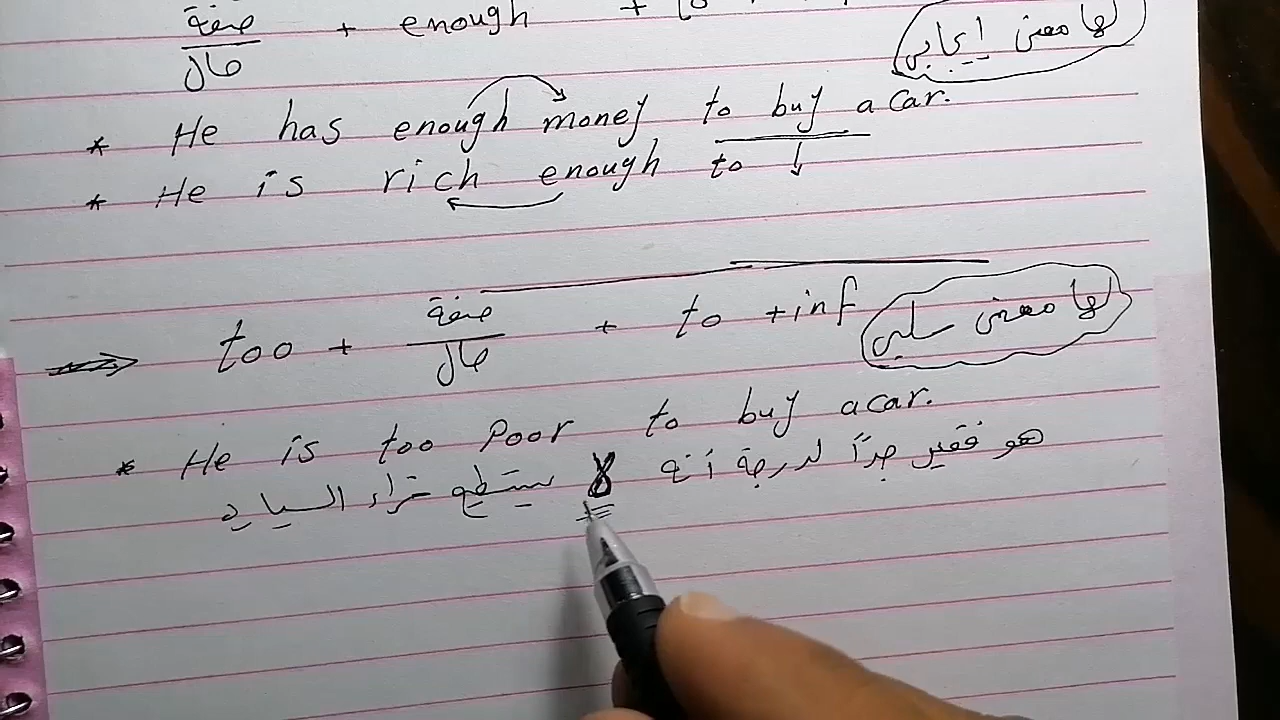 صفة + enough + to
حال
لها معنى إيجابي
* He has enough money to buy a car.
* He is rich enough to ↓
⇒ too + صفة + to + inf لها معنى سلبي
حال
* He is too poor to buy a car.
هو فقير جداً لدرجة أنه لا يستطيع شراء السيارة